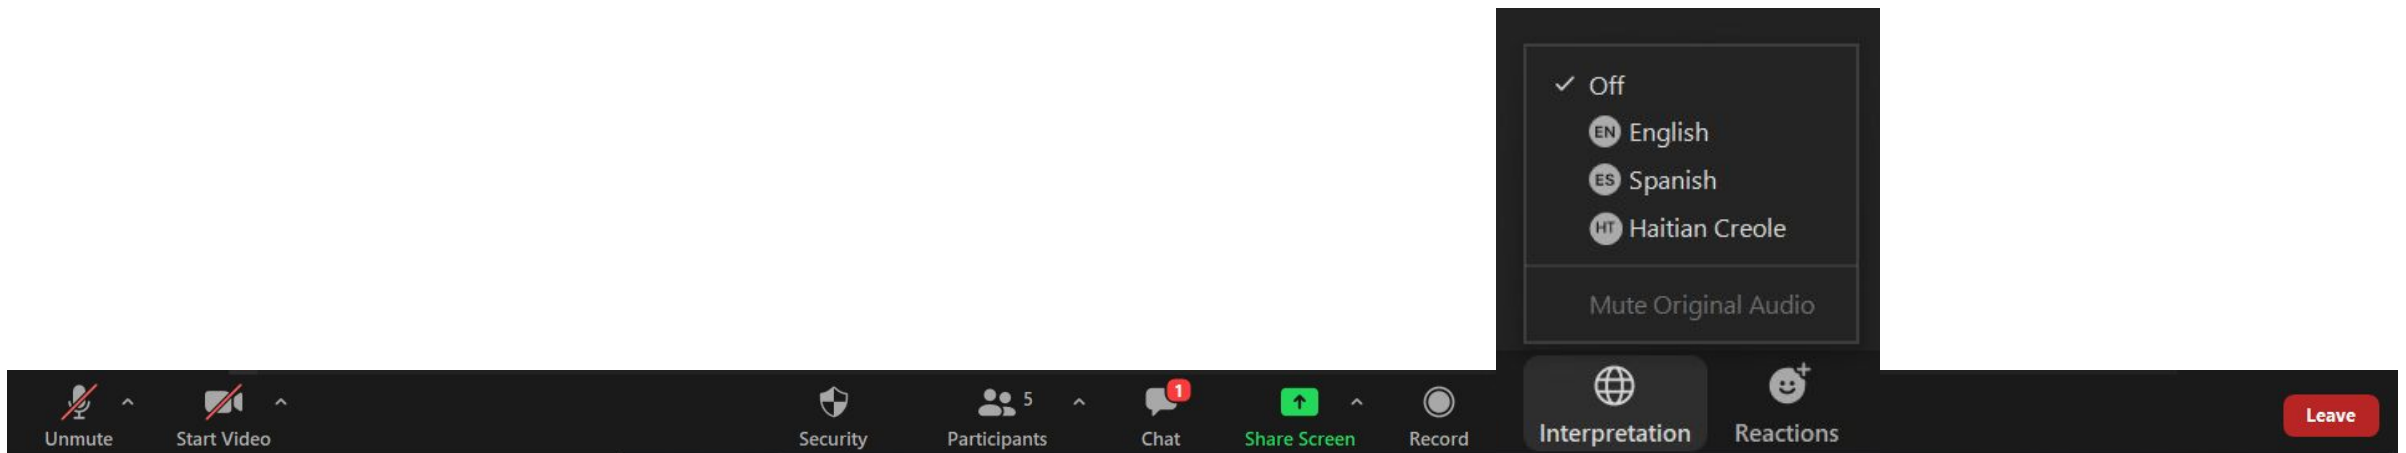 Off
EN English
ES Spanish
HT Haitian Creole
Mute Original Audio
Unmute
Start Video
Security
5
Participants
1
Chat
Share Screen
Record
Interpretation
Reactions
Leave